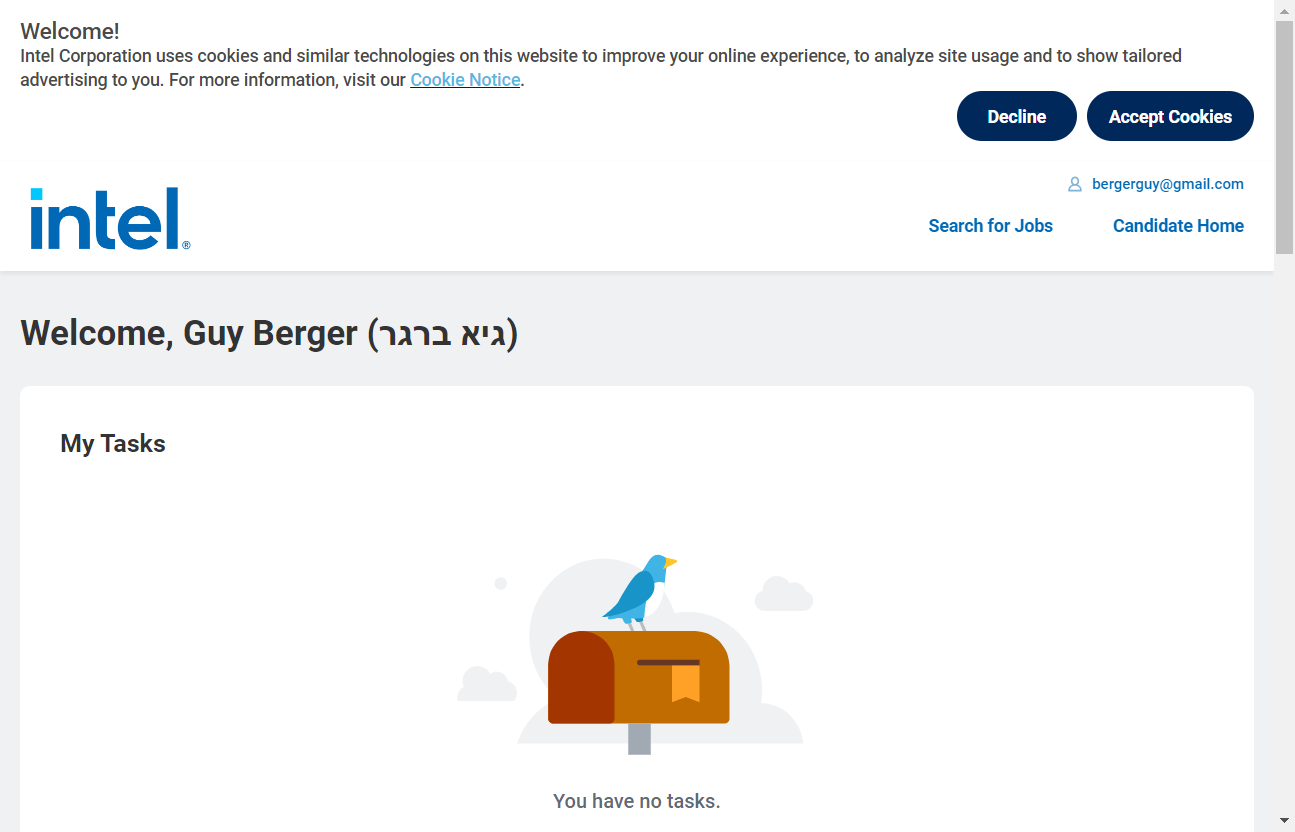 Welcome!
Intel Corporation uses cookies and similar technologies on this website to improve your online experience, to analyze site usage and to show tailored
advertising to you. For more information, visit our Cookie Notice.
Decline
Accept Cookies
bergerguy@gmail.com
intel®
Search for Jobs
Candidate Home
Welcome, Guy Berger (גיא ברגר)
My Tasks
You have no tasks.